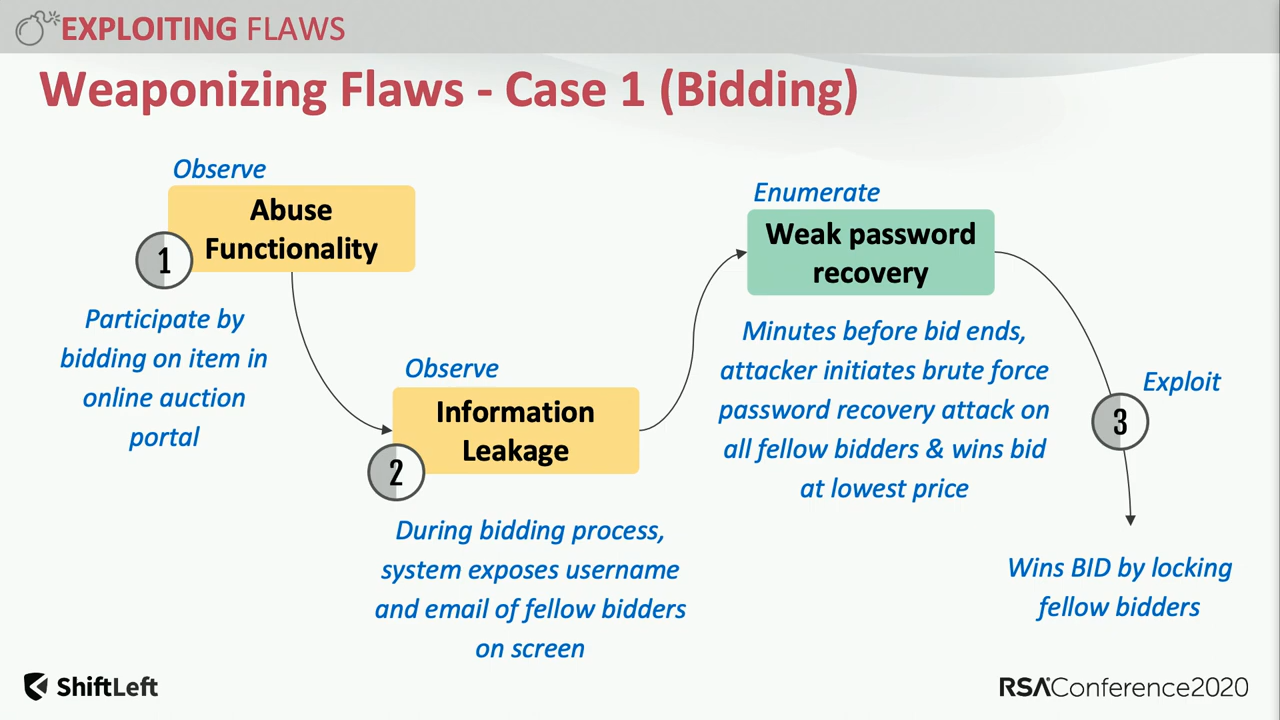 EXPLOITING FLAWS
Weaponizing Flaws - Case 1 (Bidding)
Observe
Abuse
Functionality
1
Participate by
bidding on item in
online auction
portal
Observe
Information
Leakage
2
During bidding process,
system exposes username
and email of fellow bidders
on screen
Enumerate
Weak password
recovery
Minutes before bid ends,
attacker initiates brute force
password recovery attack on
all fellow bidders & wins bid
at lowest price
Exploit
3
Wins BID by locking
fellow bidders
ShiftLeft
RSAConference2020